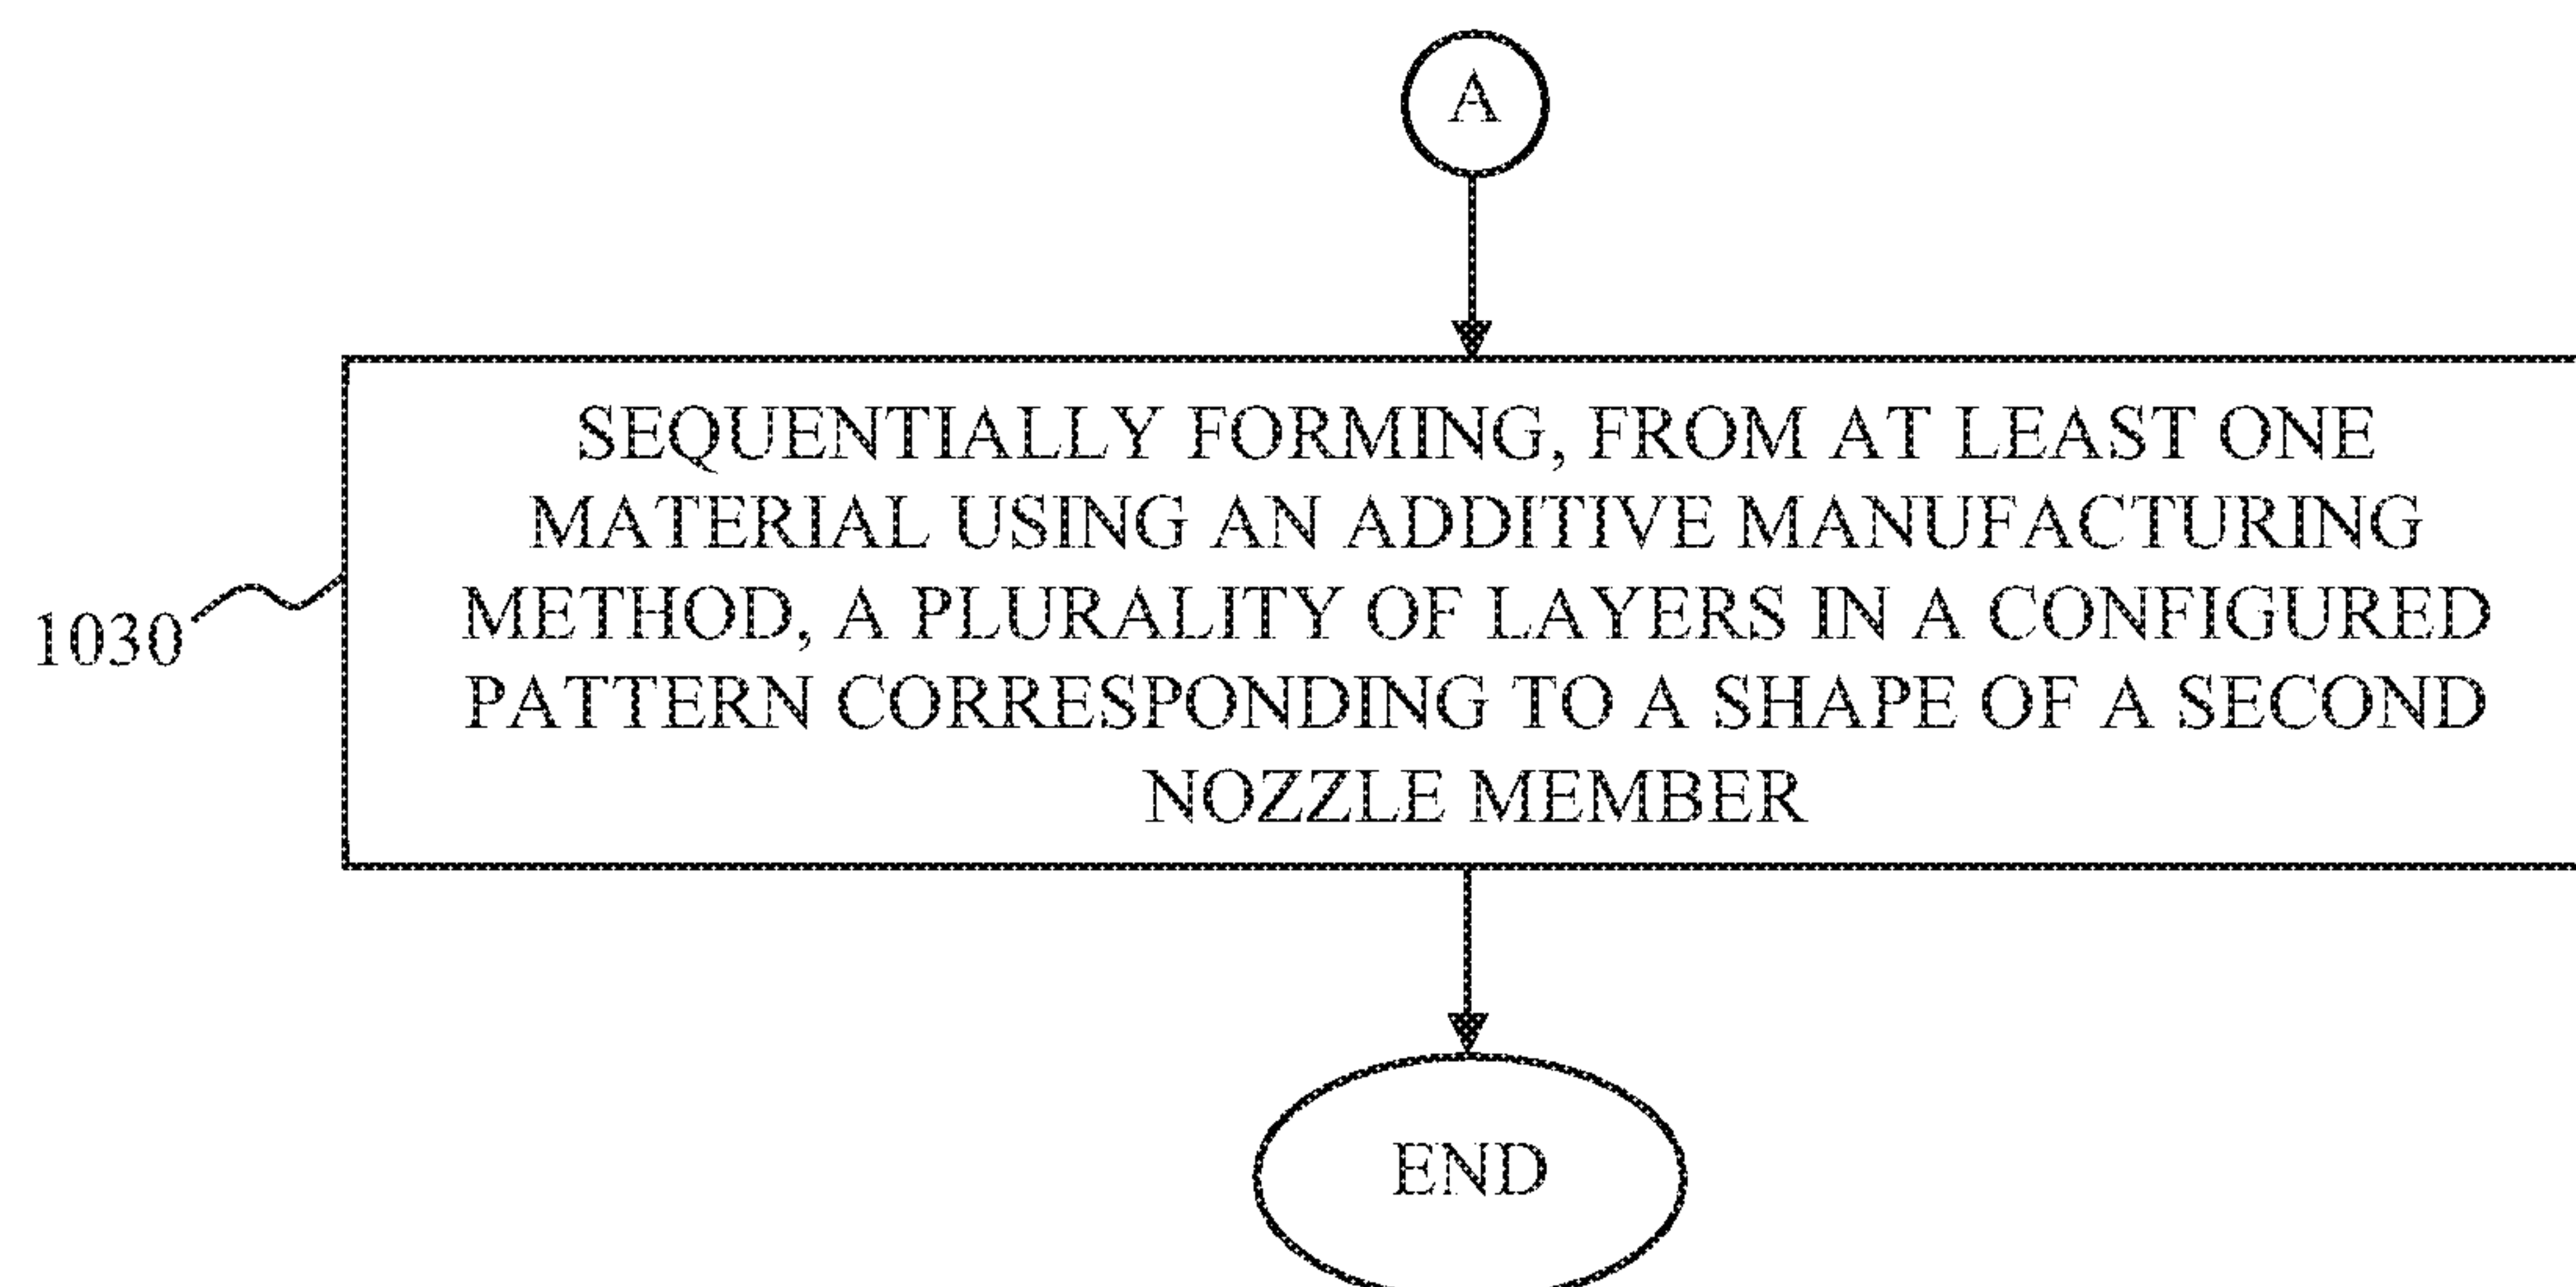 A
SEQUENTIALLY FORMING, FROM AT LEAST ONE
MATERIAL USING AN ADDITIVE MANUFACTURING
METHOD, A PLURALITY OF LAYERS IN A CONFIGURED
PATTERN CORRESPONDING TO A SHAPE OF A SECOND
NOZZLE MEMBER
1030
END